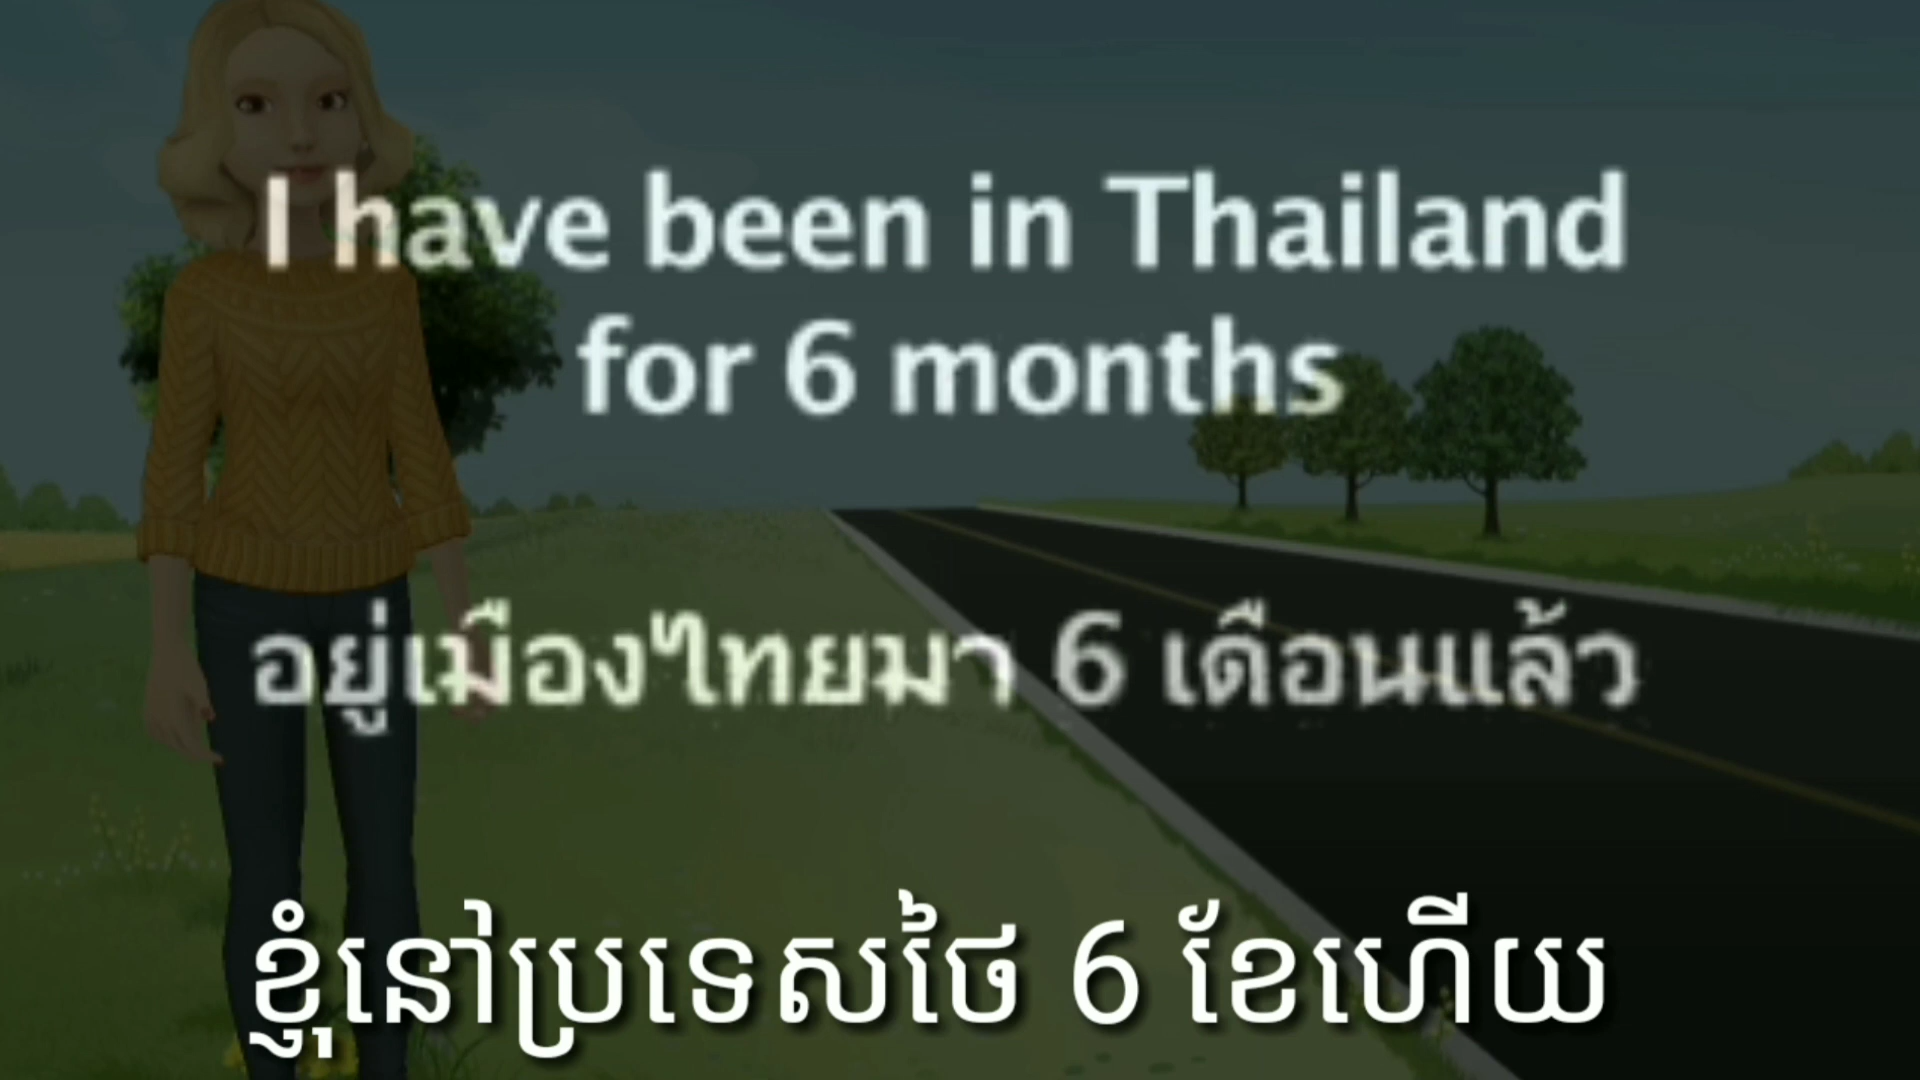 I have been in Thailand
for 6 months
อยู่เมืองไทยมา 6 เดือนแล้ว
ខ្ញុំនៅប្រទេសថៃ 6 ខែហើយ